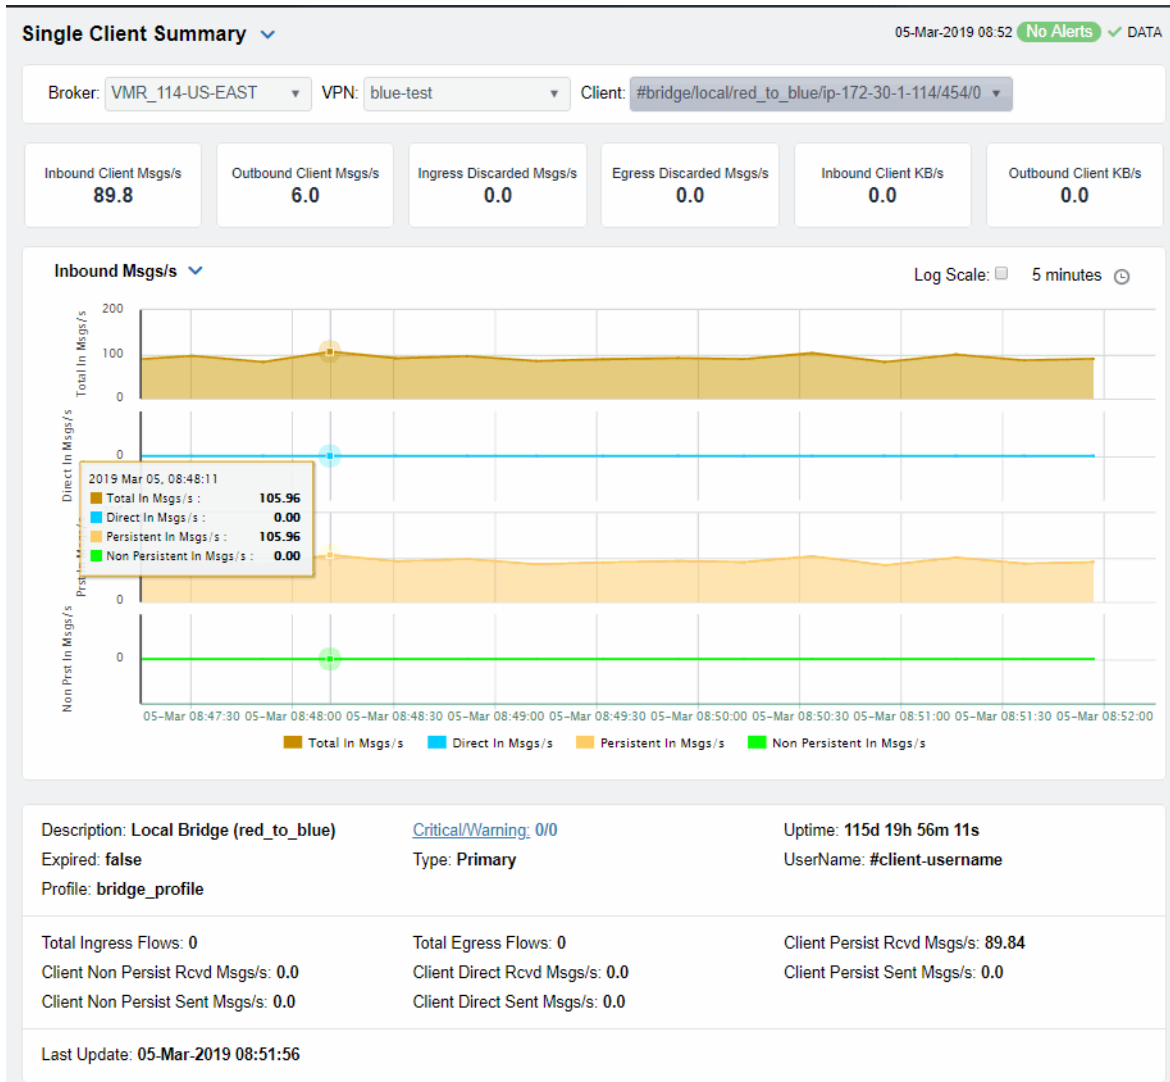 Single Client Summary
05-Mar-2019 08:52 No Alerts DATA
Broker: VMR_114-US-EAST VPN: blue-test Client: #bridge/local/red_to_blue/ip-172-30-1-114/454/0
Inbound Client Msgs/s
89.8
Outbound Client Msgs/s
6.0
Ingress Discarded Msgs/s
0.0
Egress Discarded Msgs/s
0.0
Inbound Client KB/s
0.0
Outbound Client KB/s
0.0
Inbound Msgs/s
Log Scale: 5 minutes
Total In Msgs/s
200
100
0
Direct In Msgs/s
0
2019 Mar 05, 08:48:11
Total In Msgs/s : 105.96
Direct In Msgs/s : 0.00
Persistent In Msgs/s : 105.96
Non Persistent In Msgs/s : 0.00
0
Non Prst In Msgs/s
0
05-Mar 08:47:30 05-Mar 08:48:00 05-Mar 08:48:30 05-Mar 08:49:00 05-Mar 08:49:30 05-Mar 08:50:00 05-Mar 08:50:30 05-Mar 08:51:00 05-Mar 08:51:30 05-Mar 08:52:00
Total In Msgs/s Direct In Msgs/s Persistent In Msgs/s Non Persistent In Msgs/s
Description: Local Bridge (red_to_blue) Critical/Warning: 0/0 Uptime: 115d 19h 56m 11s
Expired: false Type: Primary UserName: #client-username
Profile: bridge_profile
Total Ingress Flows: 0 Total Egress Flows: 0 Client Persist Rcvd Msgs/s: 89.84
Client Non Persist Rcvd Msgs/s: 0.0 Client Direct Rcvd Msgs/s: 0.0 Client Persist Sent Msgs/s: 0.0
Client Non Persist Sent Msgs/s: 0.0 Client Direct Sent Msgs/s: 0.0
Last Update: 05-Mar-2019 08:51:56